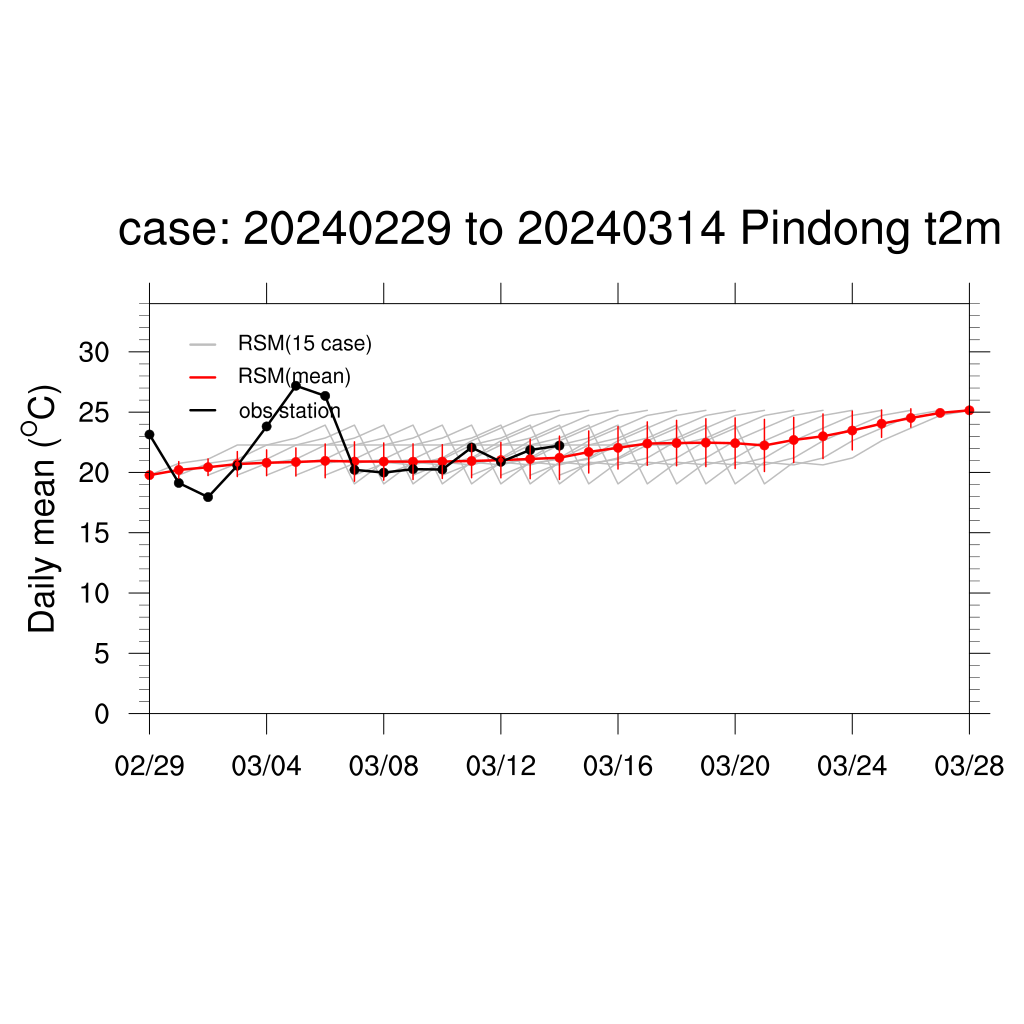 case: 20240229 to 20240314 Pindong t2m
RSM(15 case)
RSM(mean)
obs station
Daily mean (°C)
30
25
20
15
10
5
0
02/29 03/04 03/08 03/12 03/16 03/20 03/24 03/28